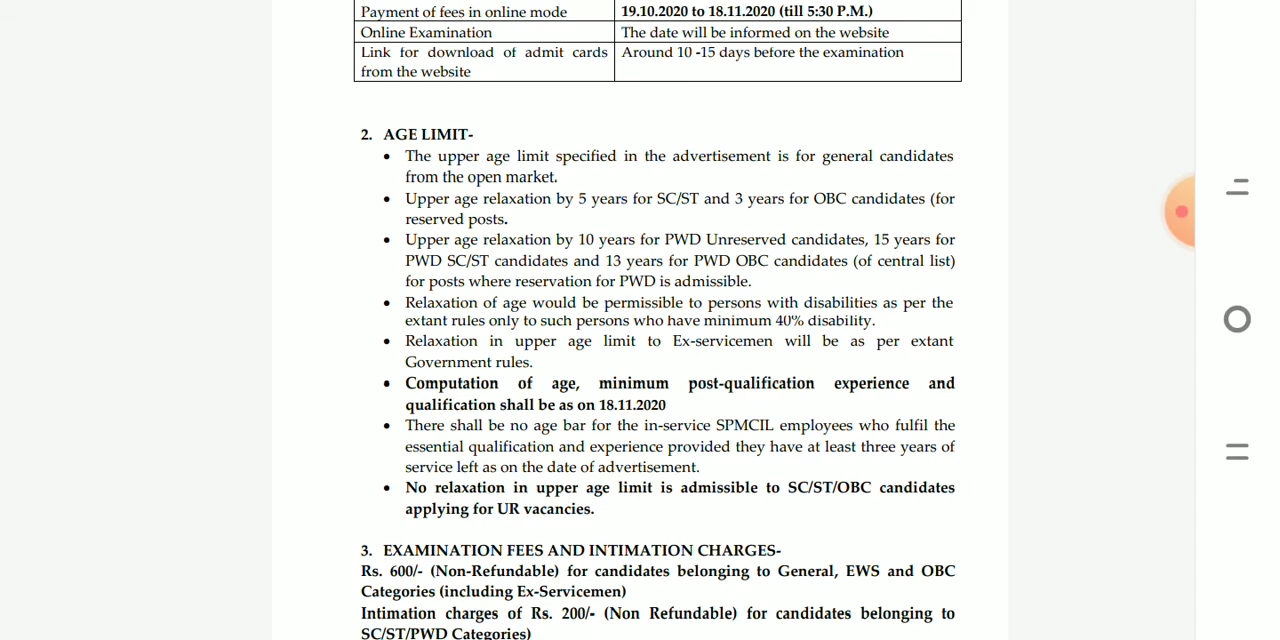 Payment of fees in online mode 19.10.2020 to 18.11.2020 (till 5:30 P.M.)
Online Examination The date will be informed on the website
Link for download of admit cards Around 10 -15 days before the examination
from the website
2. AGE LIMIT-
• The upper age limit specified in the advertisement is for general candidates
from the open market.
• Upper age relaxation by 5 years for SC/ST and 3 years for OBC candidates (for
reserved posts.
• Upper age relaxation by 10 years for PWD Unreserved candidates, 15 years for
PWD SC/ST candidates and 13 years for PWD OBC candidates (of central list)
for posts where reservation for PWD is admissible.
• Relaxation of age would be permissible to persons with disabilities as per the
extant rules only to such persons who have minimum 40% disability.
• Relaxation in upper age limit to Ex-servicemen will be as per extant
Government rules.
• Computation of age, minimum post-qualification experience and
qualification shall be as on 18.11.2020
• There shall be no age bar for the in-service SPMCIL employees who fulfil the
essential qualification and experience provided they have at least three years of
service left as on the date of advertisement.
• No relaxation in upper age limit is admissible to SC/ST/OBC candidates
applying for UR vacancies.
3. EXAMINATION FEES AND INTIMATION CHARGES-
Rs. 600/- (Non-Refundable) for candidates belonging to General, EWS and OBC
Categories (including Ex-Servicemen)
Intimation charges of Rs. 200/- (Non Refundable) for candidates belonging to
SC/ST/PWD Categories)